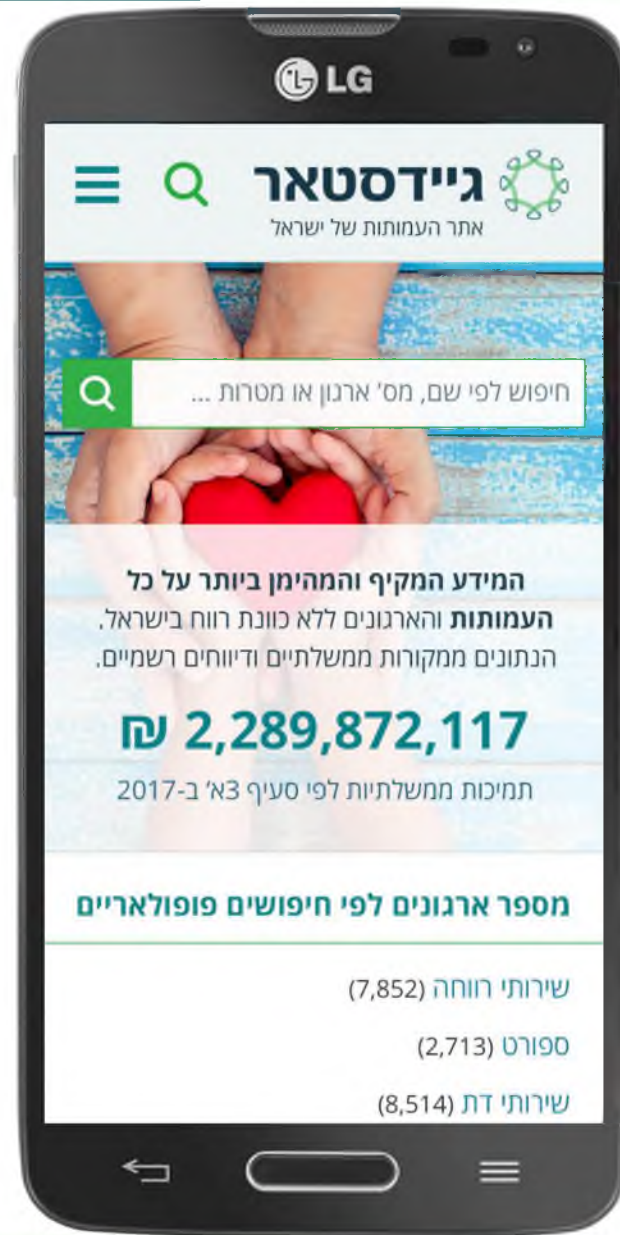 LG
גיידסטאר
אתר העמותות של ישראל
חיפוש לפי שם, מס' ארגון או מטרות ...
המידע המקיף והמהימן ביותר על כל
העמותות והארגונים ללא כוונת רווח בישראל.
הנתונים ממקורות ממשלתיים ודיווחים רשמיים.
2,289,872,117 ₪
תמיכות ממשלתיות לפי סעיף 3א' ב-2017
מספר ארגונים לפי חיפושים פופולאריים
שירותי רווחה (7,852)
ספורט (2,713)
שירותי דת (8,514)